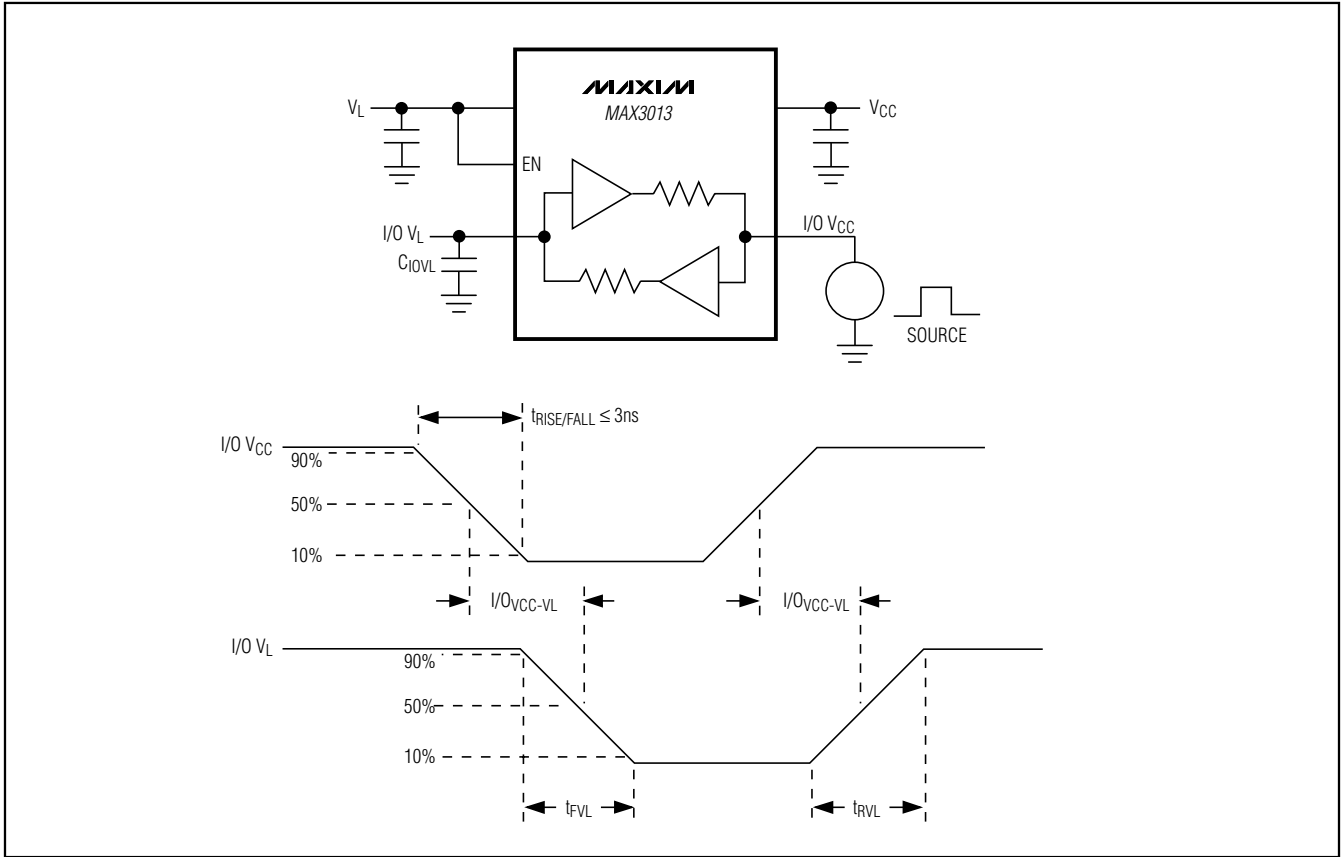 MAXIM
MAX3013
VL
VCC
EN
I/O VL
I/O VCC
CIOVL
SOURCE
tRISE/FALL ≤ 3ns
I/O VCC
90%
50%
10%
I/OVCC-VL
I/OVCC-VL
I/O VL
90%
50%
10%
tFVL
tRVL